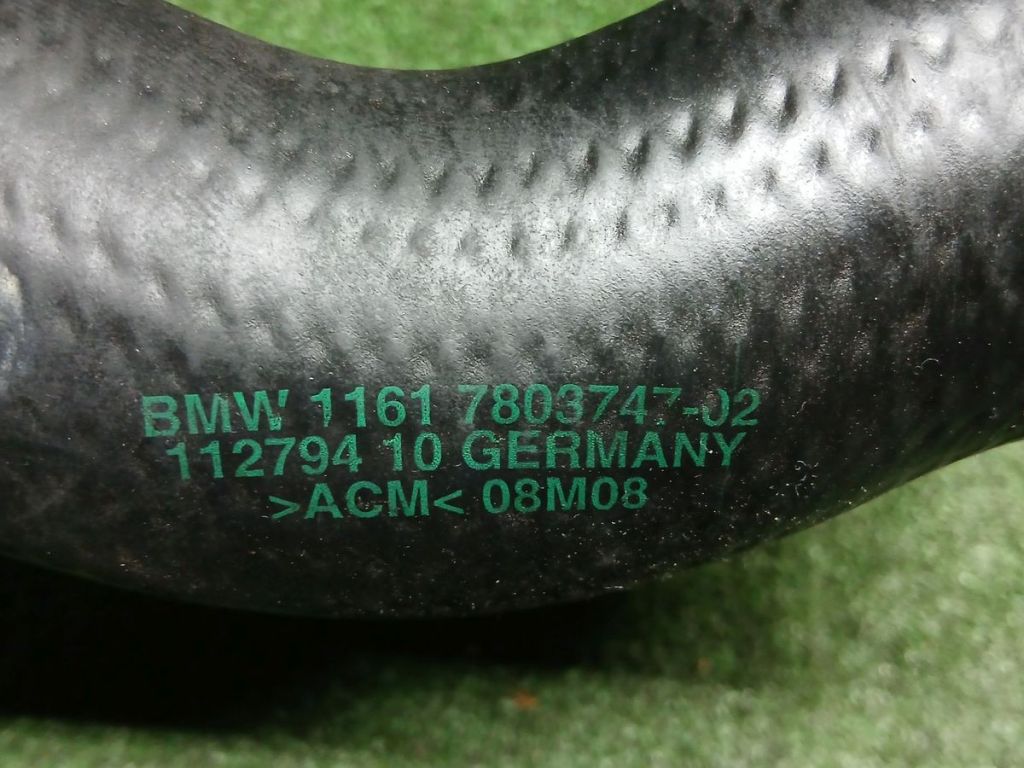 BMW 1161 7803747-02
112794 10 GERMANY
>ACM< 08M08